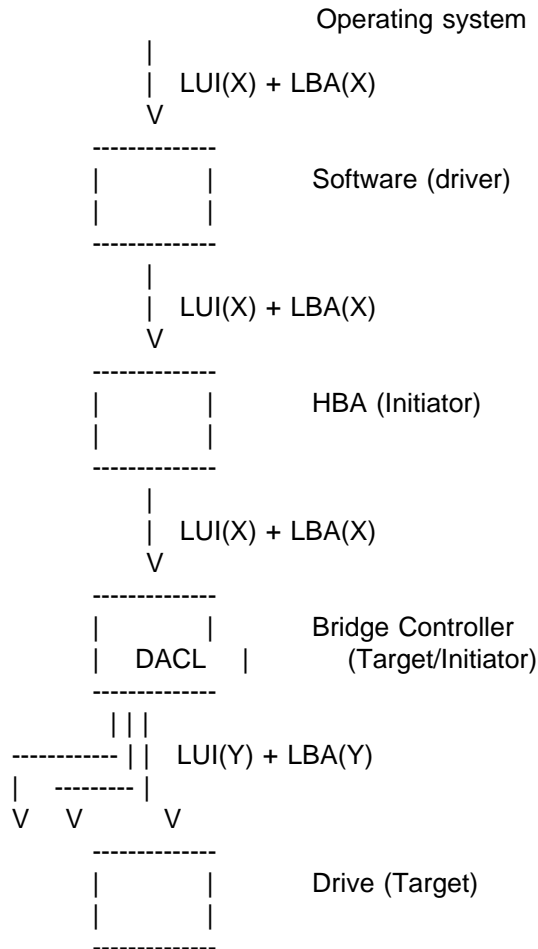 Operating system
LUI(X) + LBA(X)
Software (driver)
LUI(X) + LBA(X)
HBA (Initiator)
LUI(X) + LBA(X)
Bridge Controller
DACL (Target/Initiator)
LUI(Y) + LBA(Y)
V V V
Drive (Target)